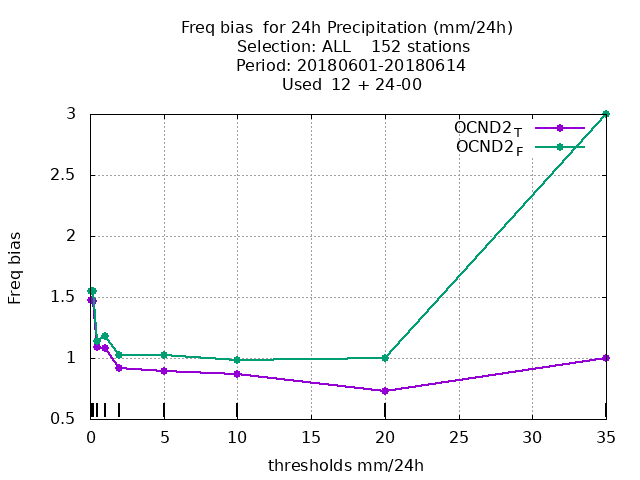 Freq bias  for 24h Precipitation (mm/24h)
Selection: ALL    152 stations
Period: 20180601-20180614
Used  12 + 24-00
OCND2_T
OCND2_F
Freq bias
3
2.5
2
1.5
1
0.5
0 5 10 15 20 25 30 35
thresholds mm/24h